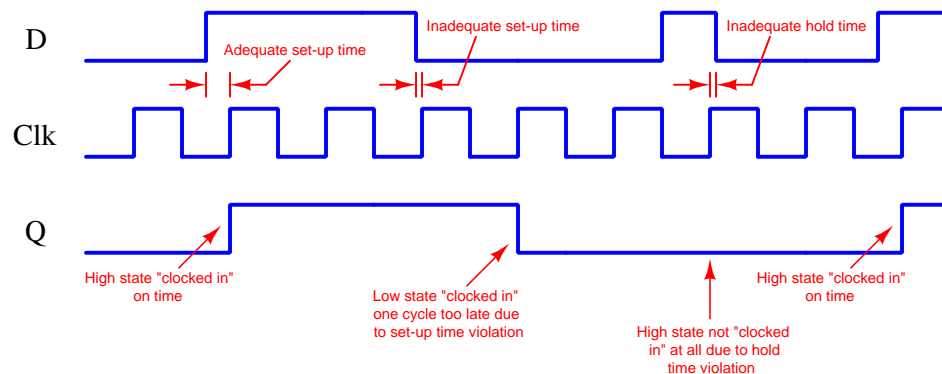 D
Adequate set-up time
Inadequate set-up time
Inadequate hold time
Clk
Q
High state "clocked in"
on time
Low state "clocked in"
one cycle too late due
to set-up time violation
High state not "clocked
in" at all due to hold
time violation
High state "clocked in"
on time